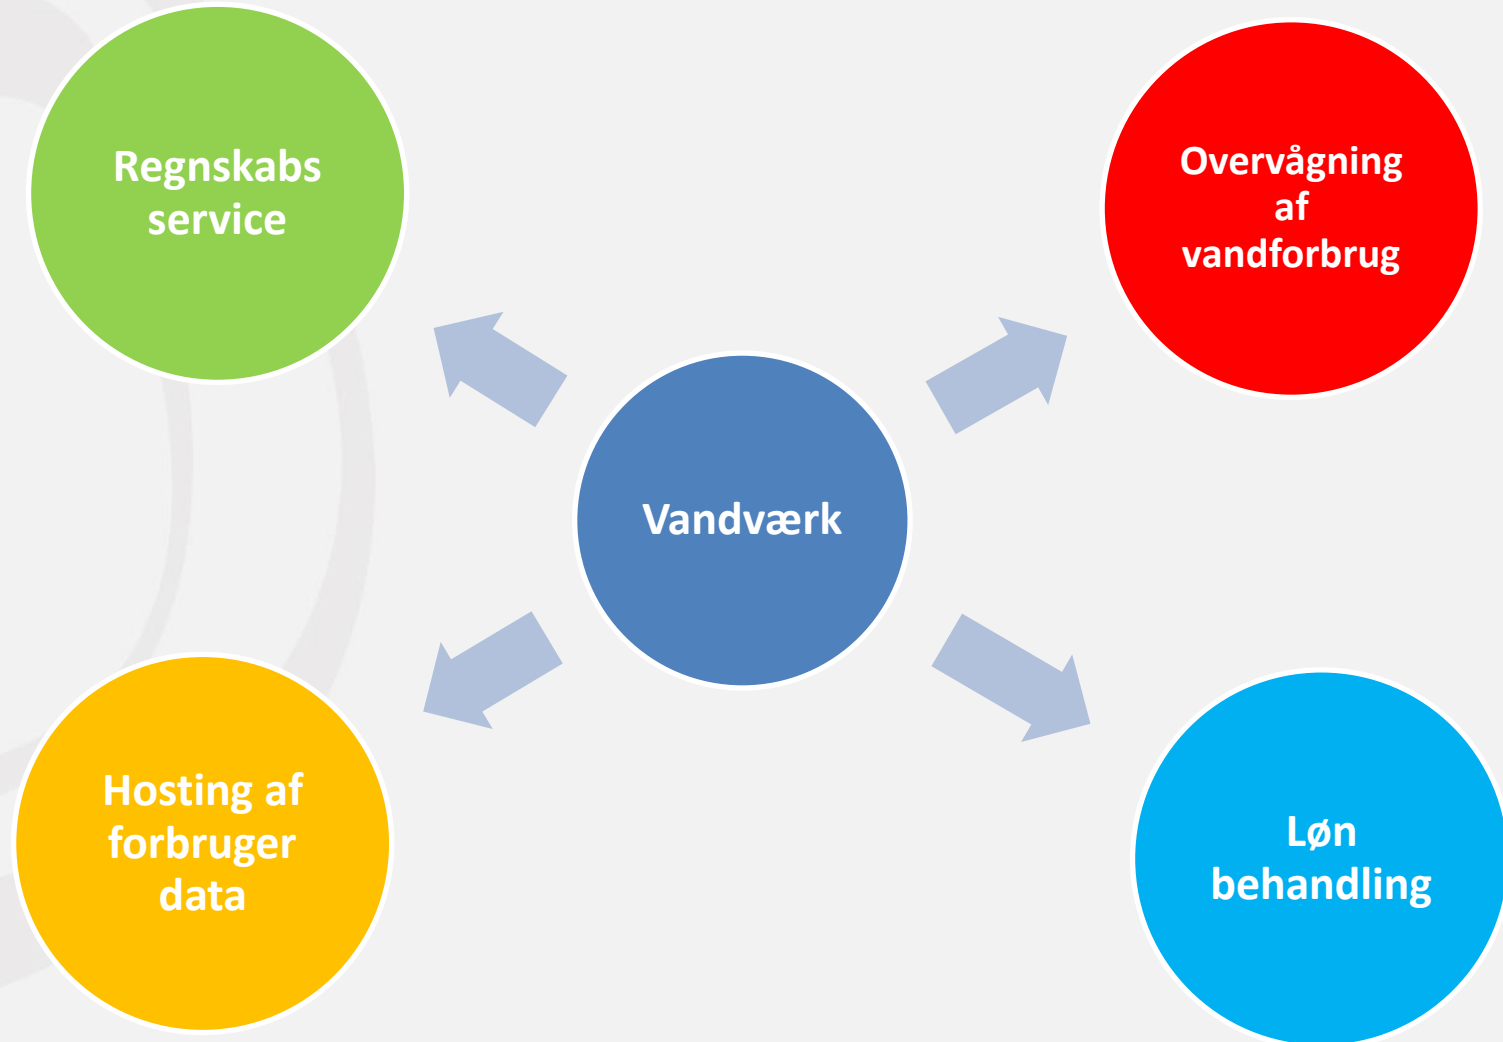 Regnskabs
service
Overvågning
af
vandforbrug
Vandværk
Hosting af
forbruger
data
Løn
behandling